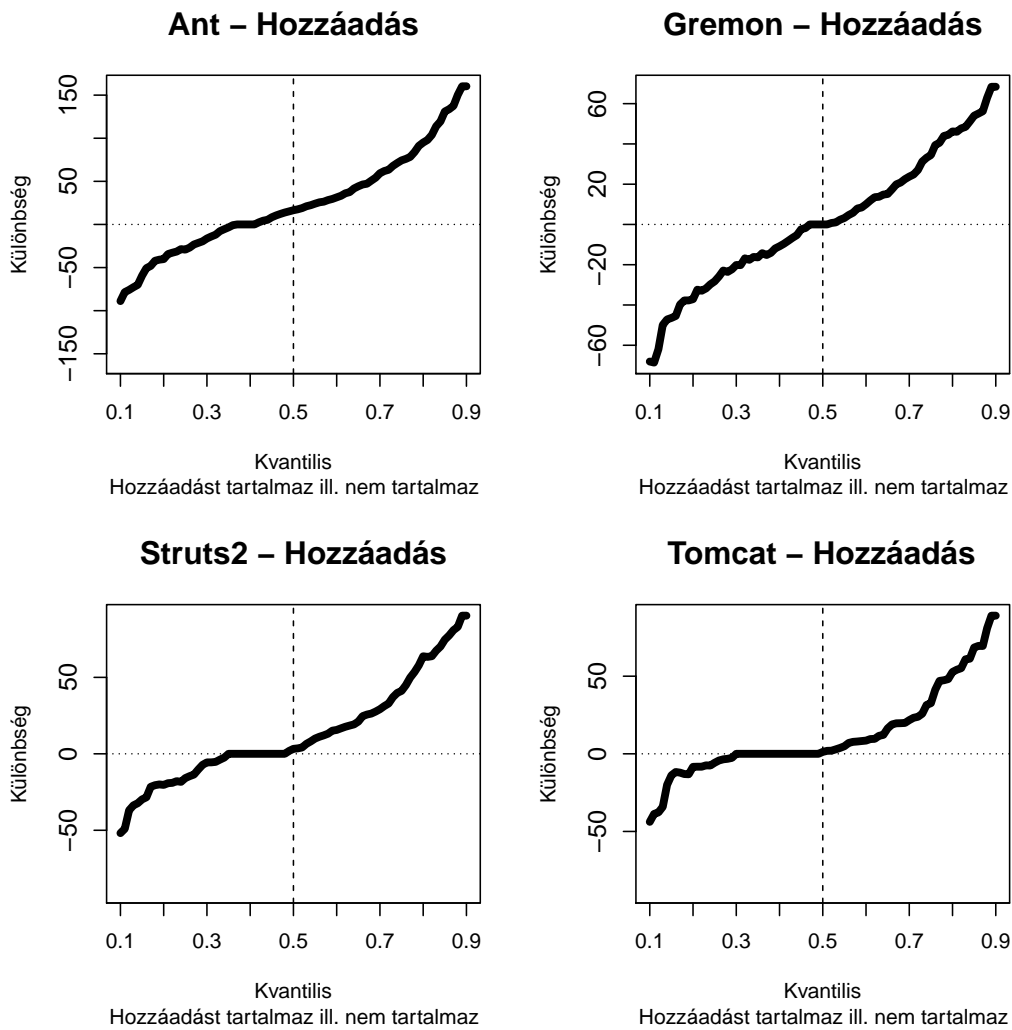 Ant – Hozzáadás
Különbség
150
50
−50
−150
0.1 0.3 0.5 0.7 0.9
Kvantilis
Hozzáadást tartalmaz ill. nem tartalmaz
Gremon – Hozzáadás
Különbség
60
20
−20
−60
0.1 0.3 0.5 0.7 0.9
Kvantilis
Hozzáadást tartalmaz ill. nem tartalmaz
Struts2 – Hozzáadás
Különbség
50
0
−50
0.1 0.3 0.5 0.7 0.9
Kvantilis
Hozzáadást tartalmaz ill. nem tartalmaz
Tomcat – Hozzáadás
Különbség
50
0
−50
0.1 0.3 0.5 0.7 0.9
Kvantilis
Hozzáadást tartalmaz ill. nem tartalmaz